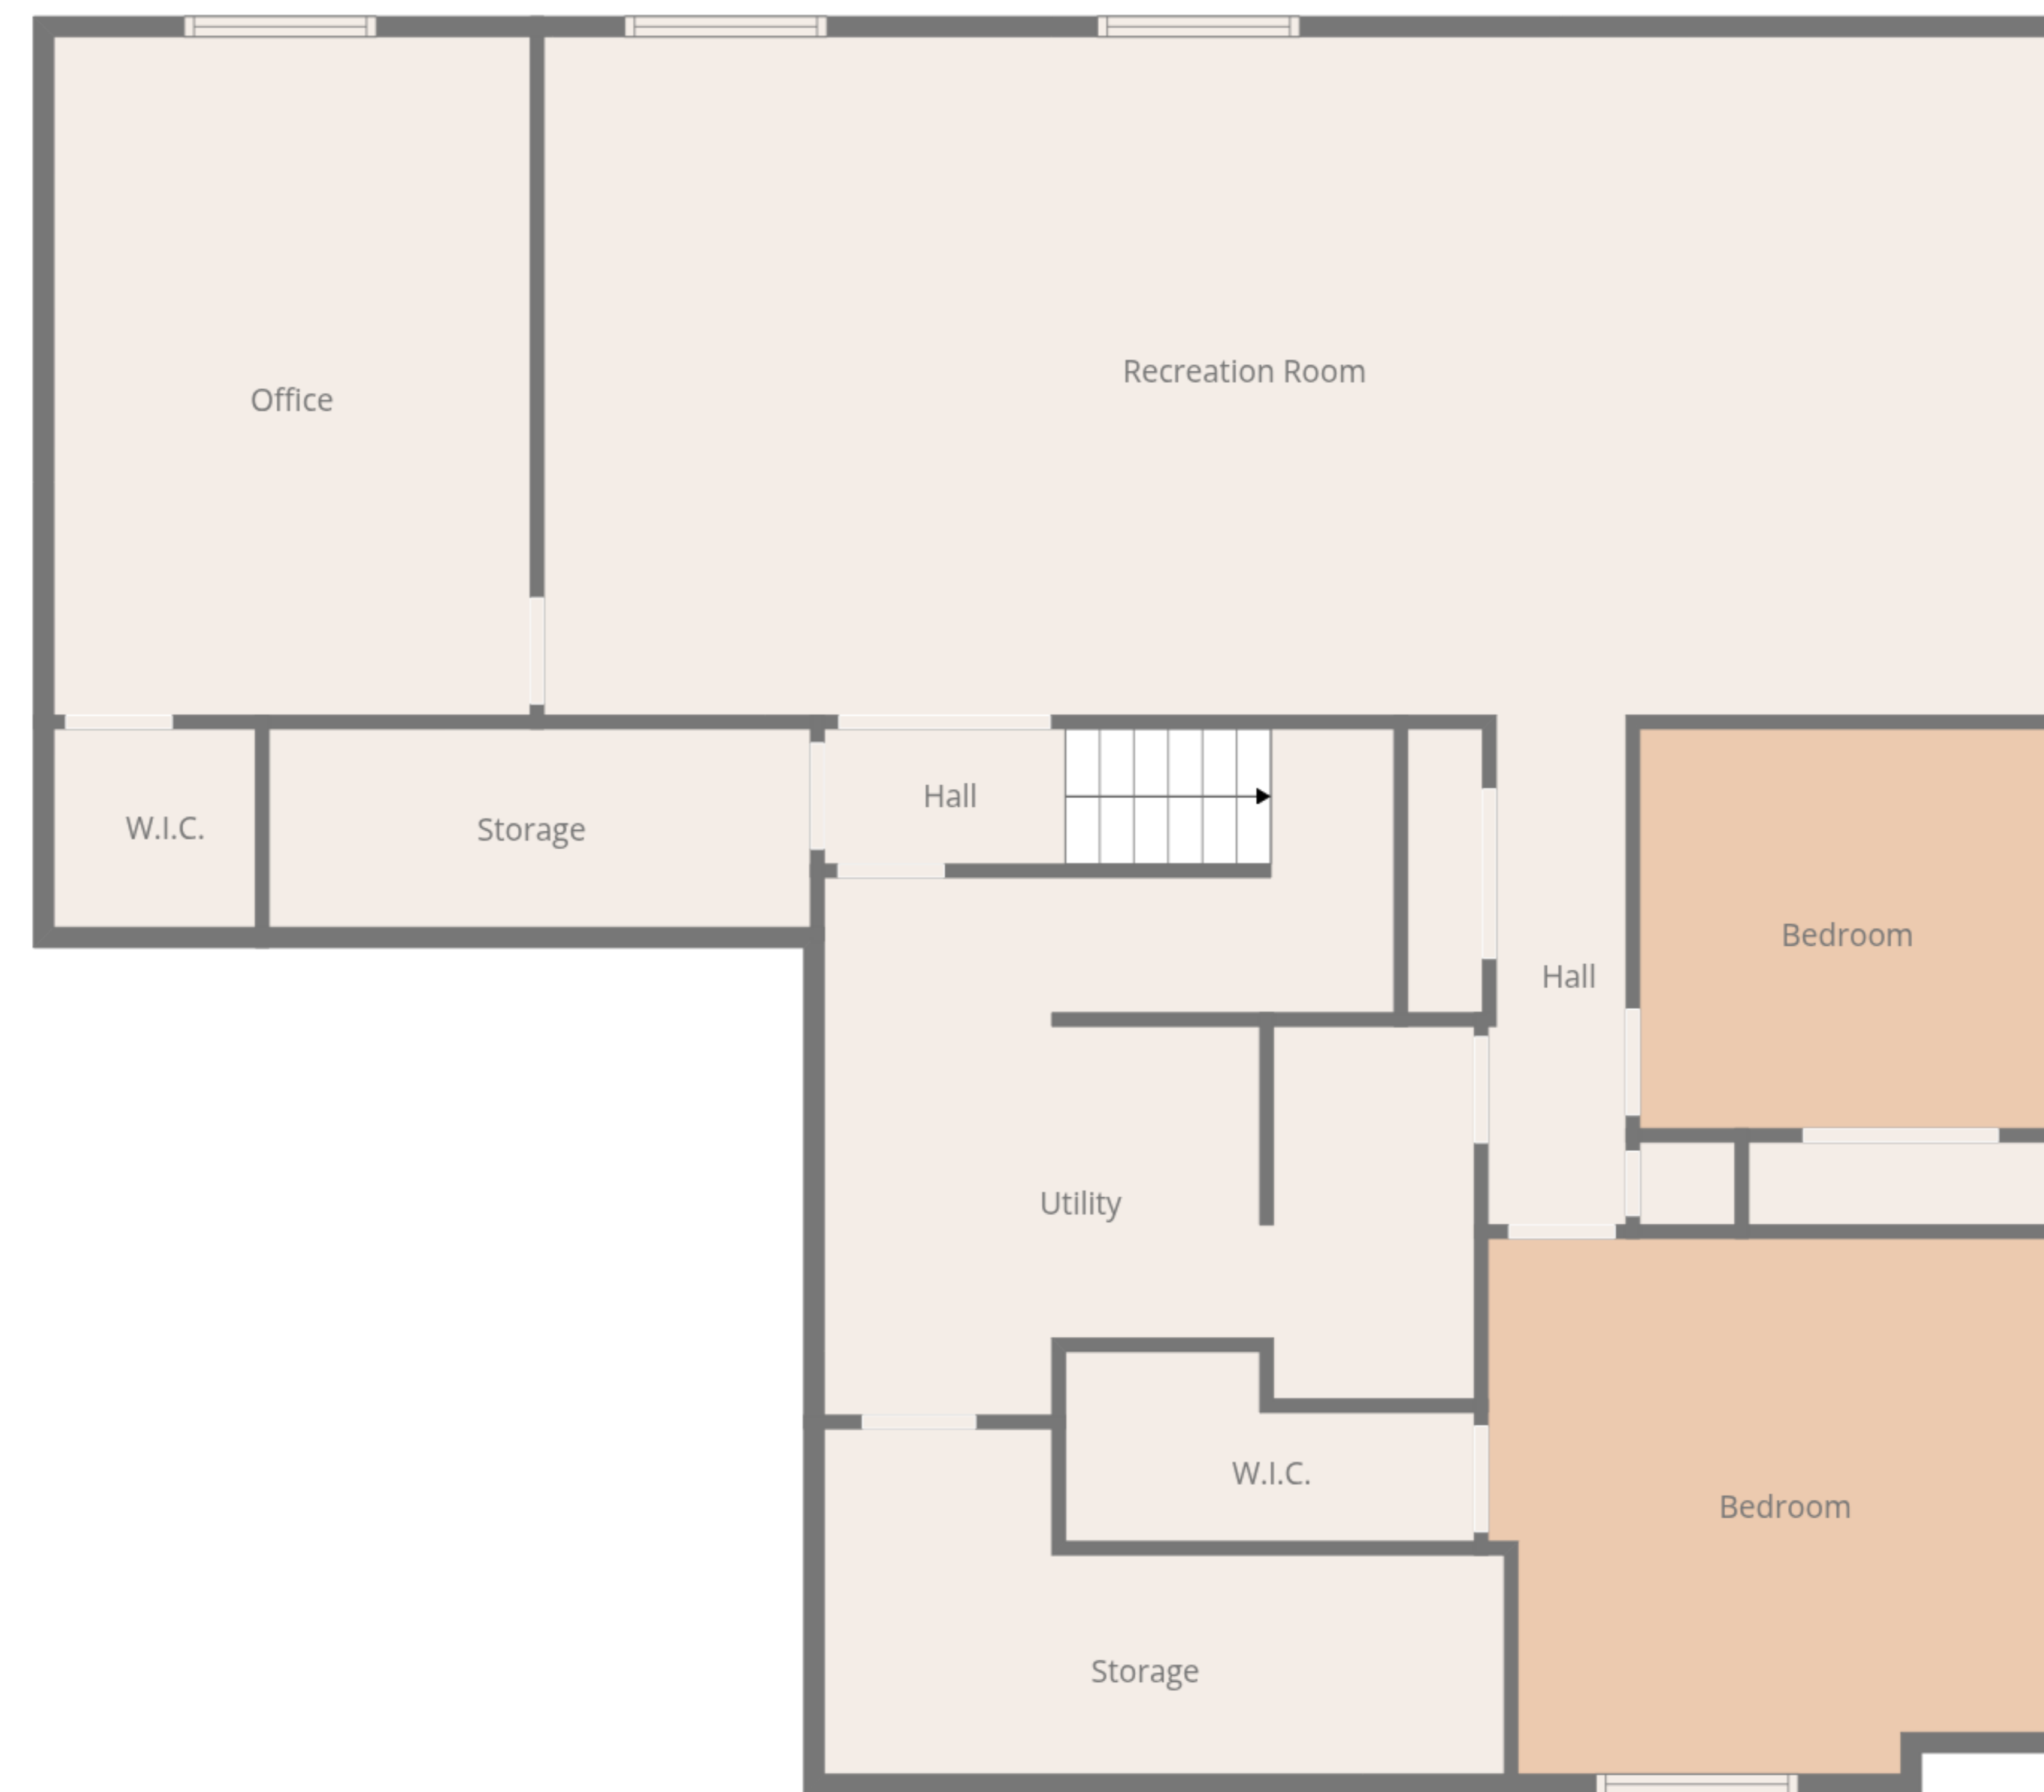 Recreation Room
Office
Hall
W.I.C.
Storage
Bedroom
Hall
Utility
W.I.C.
Bedroom
Storage